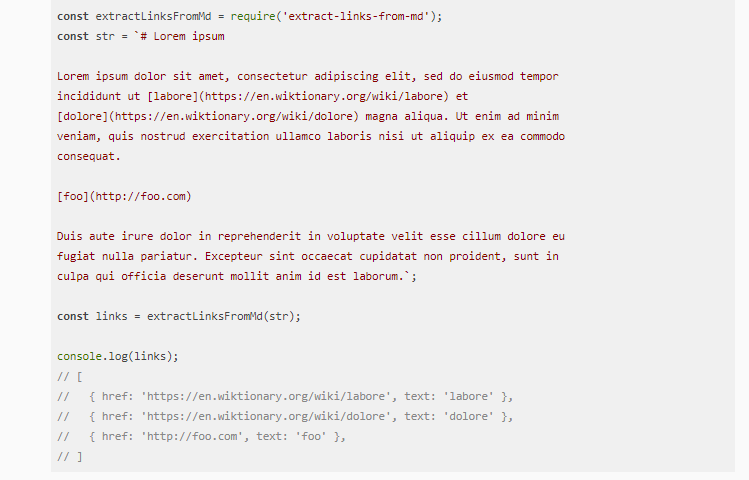 const extractLinksFromMd = require('extract-links-from-md');
const str = `# Lorem ipsum
Lorem ipsum dolor sit amet, consectetur adipiscing elit, sed do eiusmod tempor
incididunt ut [labore](https://en.wiktionary.org/wiki/labore) et
[dolore](https://en.wiktionary.org/wiki/dolore) magna aliqua. Ut enim ad minim
veniam, quis nostrud exercitation ullamco laboris nisi ut aliquip ex ea commodo
consequat.
[foo](http://foo.com)
Duis aute irure dolor in reprehenderit in voluptate velit esse cillum dolore eu
fugiat nulla pariatur. Excepteur sint occaecat cupidatat non proident, sunt in
culpa qui officia deserunt mollit anim id est laborum.`;
const links = extractLinksFromMd(str);
console.log(links);
// [
//   { href: 'https://en.wiktionary.org/wiki/labore', text: 'labore' },
//   { href: 'https://en.wiktionary.org/wiki/dolore', text: 'dolore' },
//   { href: 'http://foo.com', text: 'foo' },
// ]